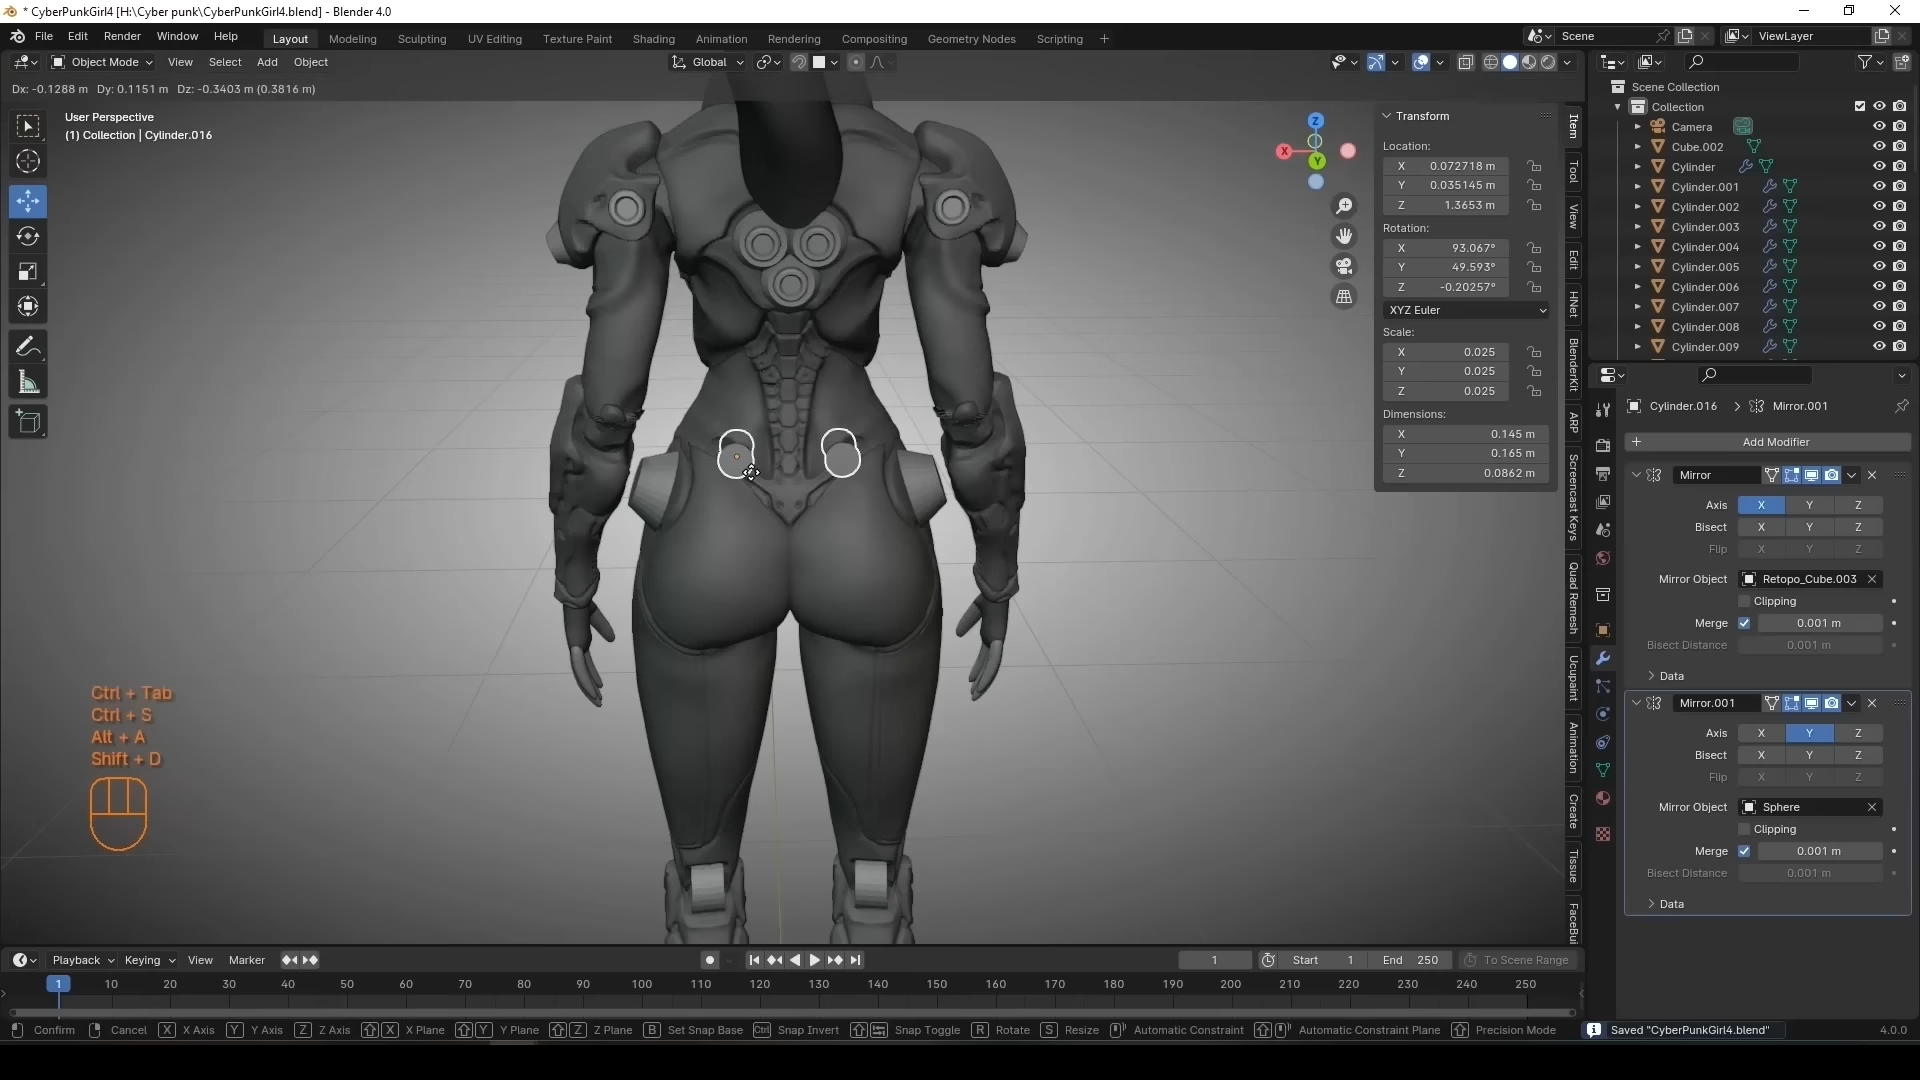 * CyberPunkGirl4 [H:\Cyber punk\CyberPunkGirl4.blend] - Blender 4.0
File Edit Render Window Help
Layout Modeling Sculpting UV Editing Texture Paint Shading Animation Rendering Compositing Geometry Nodes Scripting +
Scene
ViewLayer
Object Mode View Select Add Object
Global
Dx: -0.1288 m Dy: 0.1151 m Dz: -0.3403 m (0.3816 m)
User Perspective
(1) Collection | Cylinder.016
Z
X
Y
Transform
Location:
X 0.072718 m
Y 0.035145 m
Z 1.3653 m
Rotation:
X 93.067°
Y 49.593°
Z -0.20257°
XYZ Euler
Scale:
X 0.025
Y 0.025
Z 0.025
Dimensions:
X 0.145 m
Y 0.165 m
Z 0.0862 m
Item
Tool
View
Edit
HNet
BlenderKit
ARP
Screencast Keys
Quad Remesh
Ucupaint
Animation
Create
Tissue
FaceBui
Scene Collection
Collection
Camera
Cube.002
Cylinder
Cylinder.001
Cylinder.002
Cylinder.003
Cylinder.004
Cylinder.005
Cylinder.006
Cylinder.007
Cylinder.008
Cylinder.009
Cylinder.016 > Mirror.001
+ Add Modifier
Mirror
Axis X Y Z
Bisect X Y Z
Flip X Y Z
Mirror Object Retopo_Cube.003
Clipping
Merge 0.001 m
Bisect Distance 0.001 m
Data
Mirror.001
Axis X Y Z
Bisect X Y Z
Flip X Y Z
Mirror Object Sphere
Clipping
Merge 0.001 m
Bisect Distance 0.001 m
Data
Ctrl + Tab
Ctrl + S
Alt + A
Shift + D
Playback Keying View Marker
1 Start 1 End 250 To Scene Range
1 10 20 30 40 50 60 70 80 90 100 110 120 130 140 150 160 170 180 190 200 210 220 230 240 250
Confirm Cancel X X Axis Y Y Axis Z Z Axis X X Plane Y Y Plane Z Z Plane B Set Snap Base Ctrl Snap Invert Snap Toggle R Rotate S Resize Automatic Constraint Automatic Constraint Plane Precision Mode
Saved "CyberPunkGirl4.blend"
4.0.0